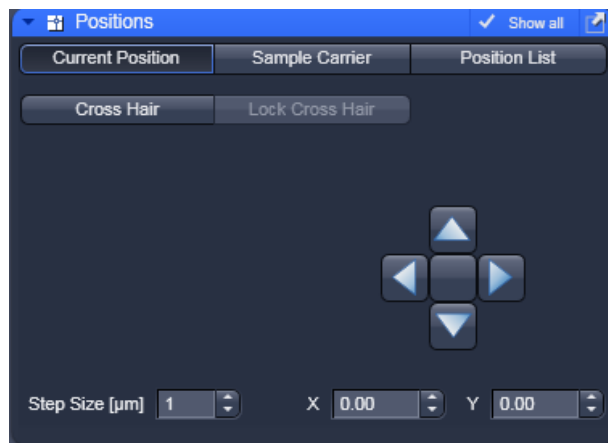 Positions Show all
Current Position Sample Carrier Position List
Cross Hair Lock Cross Hair
Step Size [µm] 1 X 0.00 Y 0.00